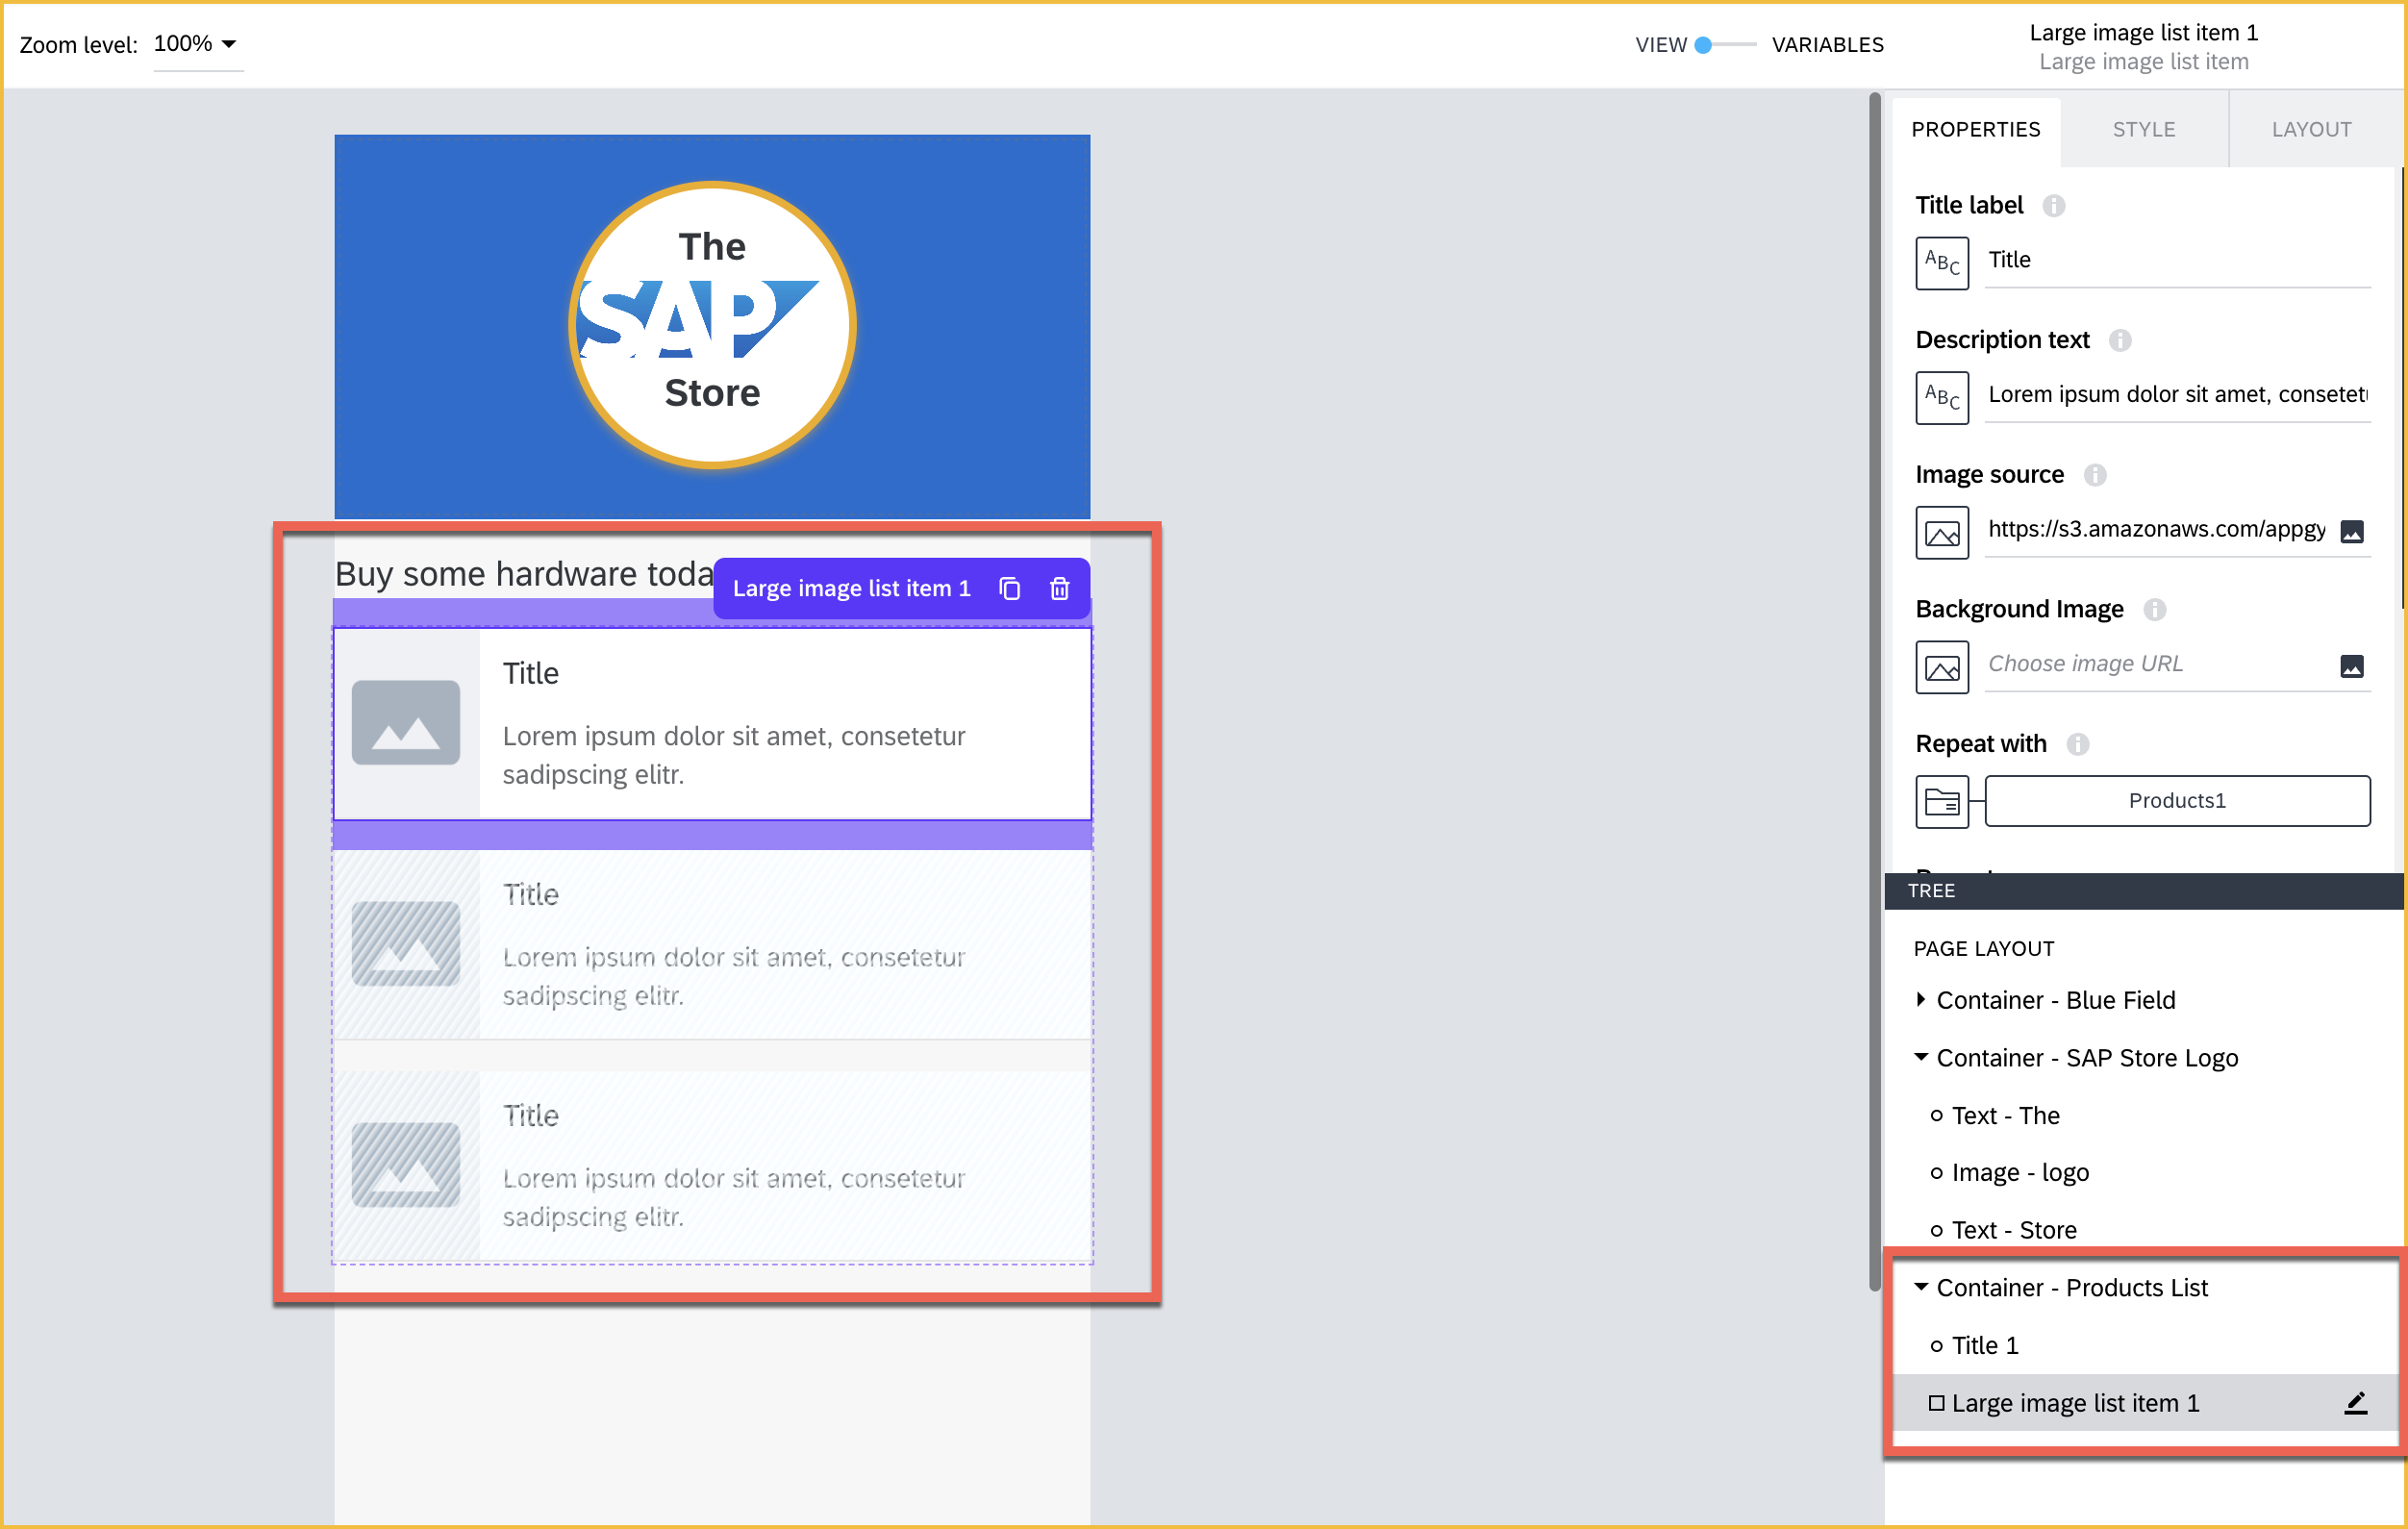 Zoom level: 100%
VIEW VARIABLES
Large image list item 1
Large image list item
The
SAP
Store
Buy some hardware toda
Large image list item 1
Title
Lorem ipsum dolor sit amet, consetetur
sadipscing elitr.
Title
Lorem ipsum dolor sit amet, consetetur
sadipscing elitr.
Title
Lorem ipsum dolor sit amet, consetetur
sadipscing elitr.
PROPERTIES STYLE LAYOUT
Title label
ABC Title
Description text
ABC Lorem ipsum dolor sit amet, consetet
Image source
https://s3.amazonaws.com/appgy
Background Image
Choose image URL
Repeat with
Products1
TREE
PAGE LAYOUT
Container - Blue Field
Container - SAP Store Logo
Text - The
Image - logo
Text - Store
Container - Products List
Title 1
Large image list item 1